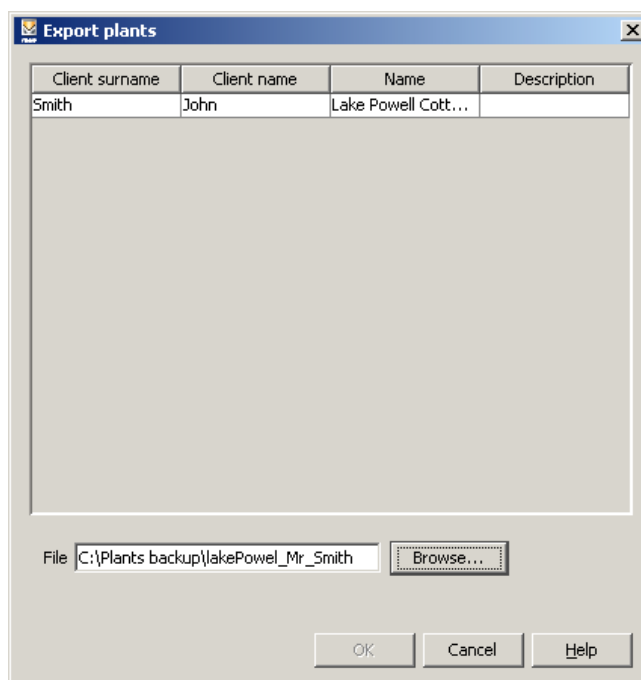 Export plants
Client surname Client name Name Description
Smith John Lake Powell Cott...
File C:\Plants backup\lakePowel_Mr_Smith Browse...
OK Cancel Help